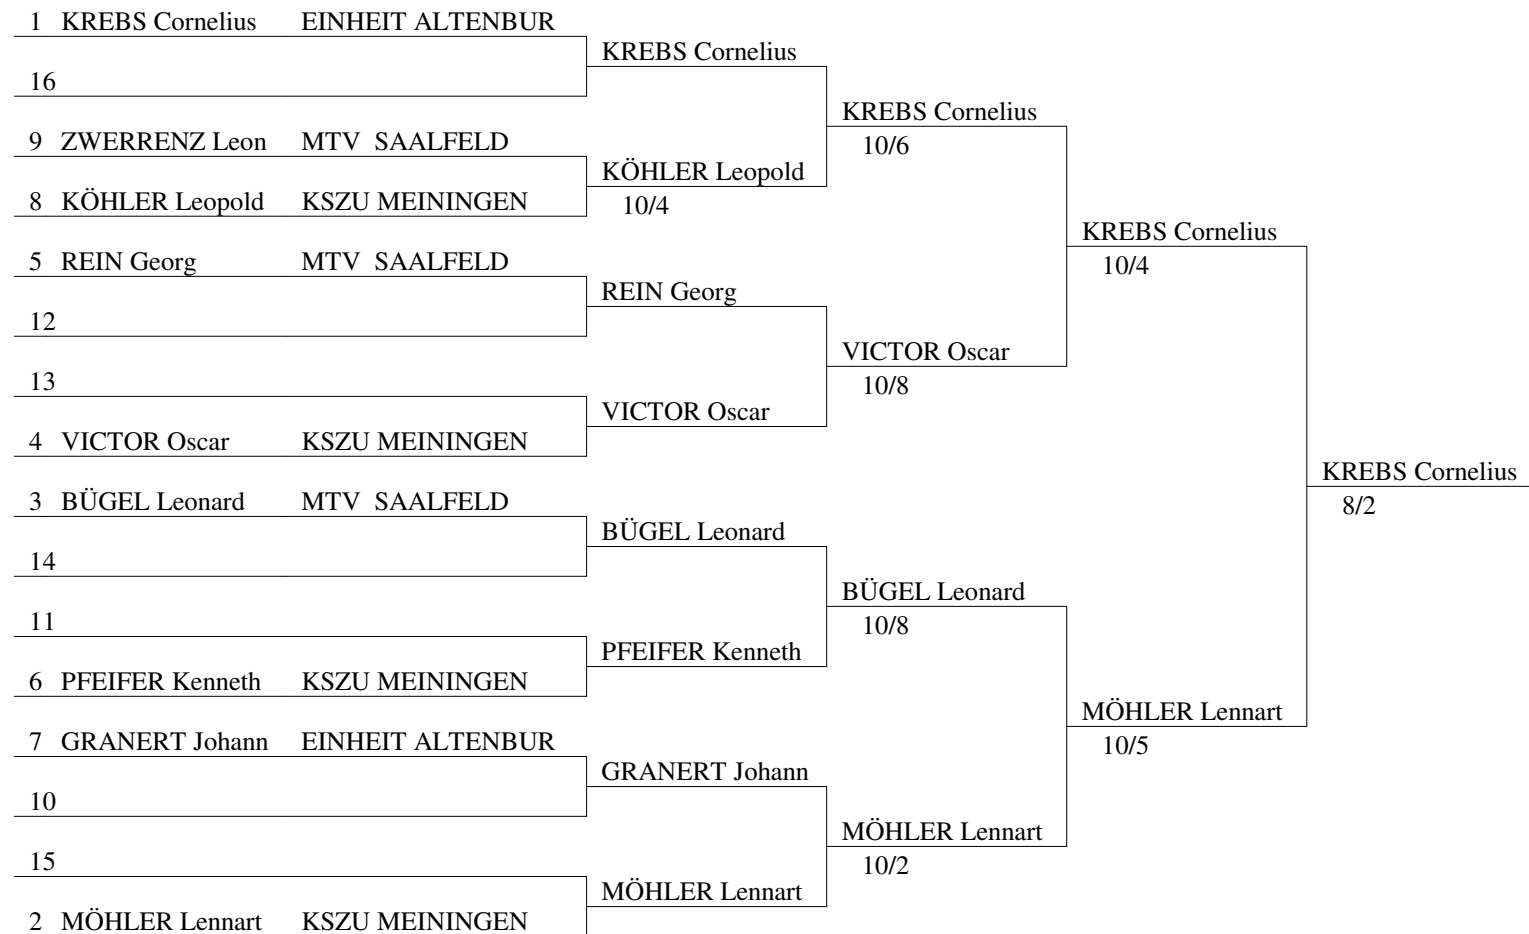 1 KREBS Cornelius EINHEIT ALTENBUR
KREBS Cornelius
16
KREBS Cornelius
9 ZWERRENZ Leon MTV SAALFELD
10/6
KÖHLER Leopold
8 KÖHLER Leopold KSZU MEININGEN
10/4
KREBS Cornelius
5 REIN Georg MTV SAALFELD
10/4
REIN Georg
12
VICTOR Oscar
13
10/8
VICTOR Oscar
4 VICTOR Oscar KSZU MEININGEN
KREBS Cornelius
3 BÜGEL Leonard MTV SAALFELD
8/2
BÜGEL Leonard
14
BÜGEL Leonard
11
10/8
PFEIFER Kenneth
6 PFEIFER Kenneth KSZU MEININGEN
MÖHLER Lennart
7 GRANERT Johann EINHEIT ALTENBUR
10/5
GRANERT Johann
10
MÖHLER Lennart
15
10/2
MÖHLER Lennart
2 MÖHLER Lennart KSZU MEININGEN